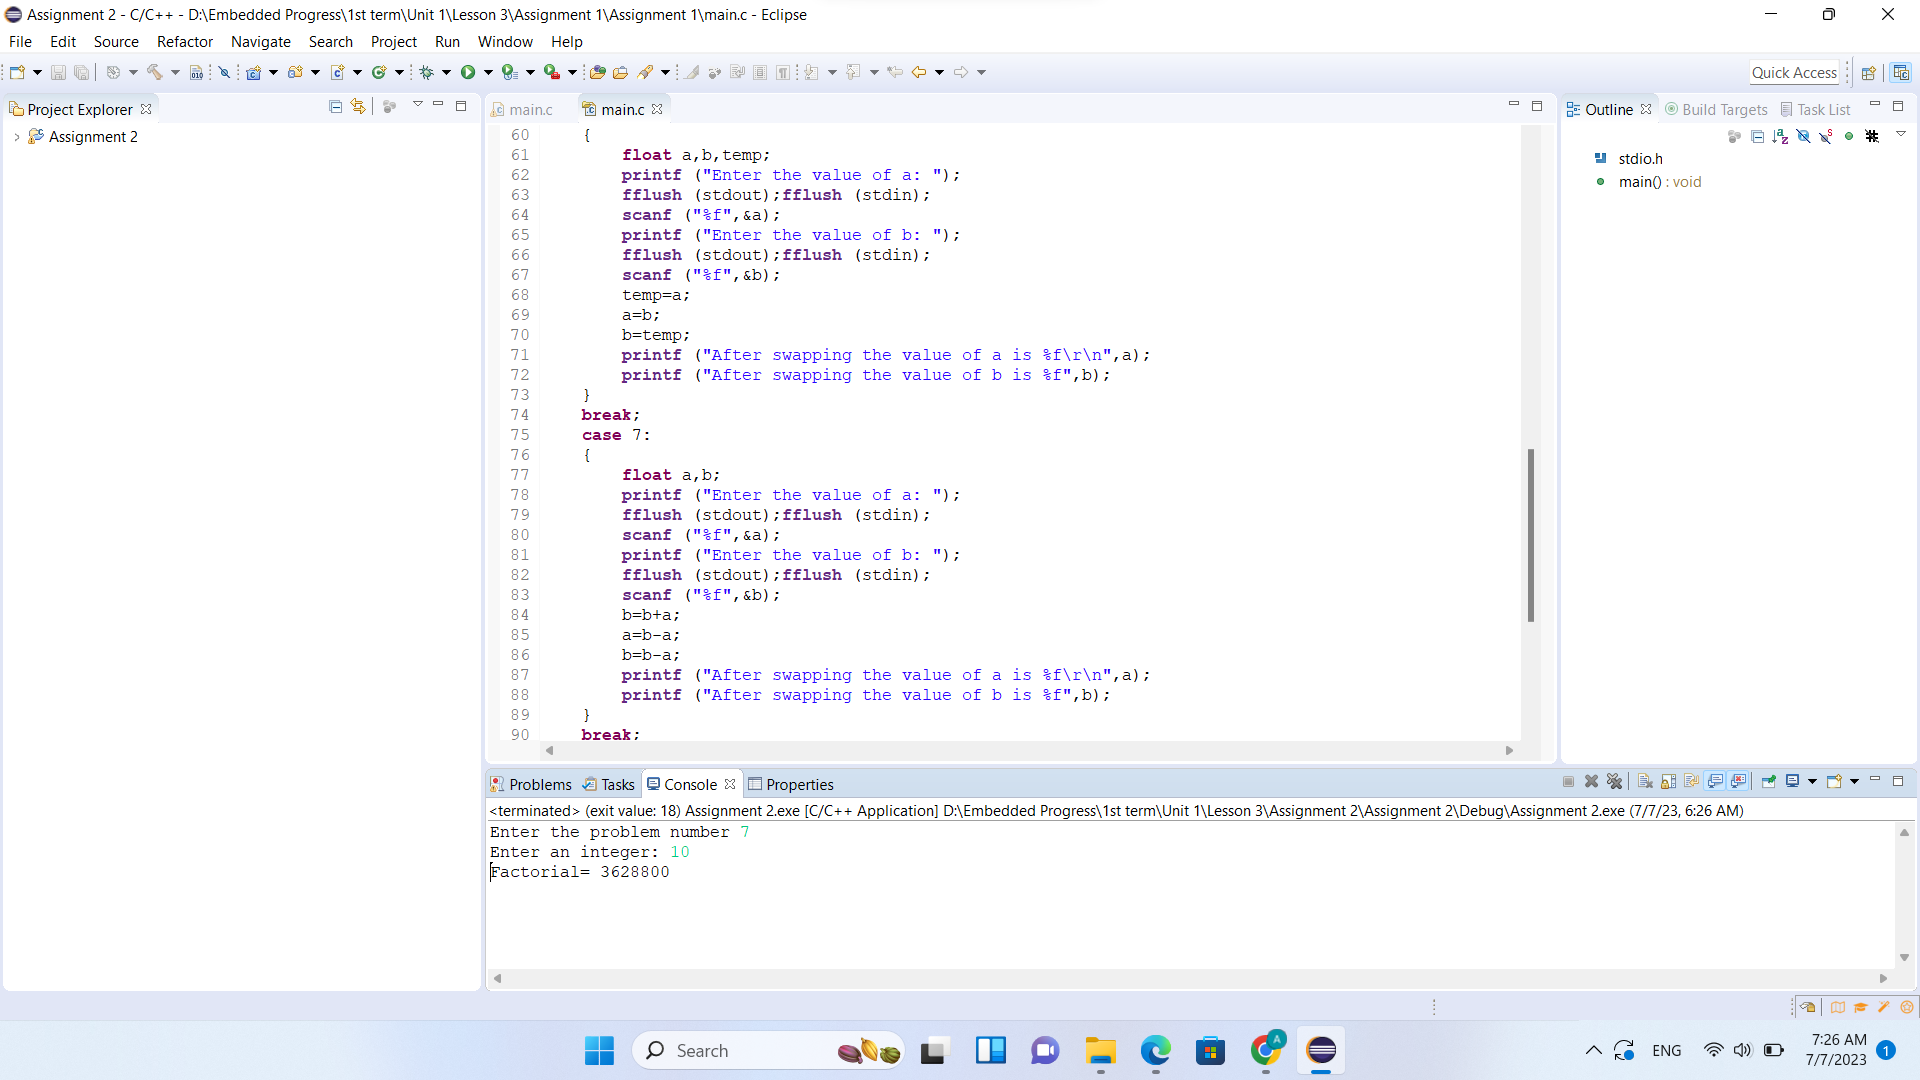 Assignment 2 - C/C++ - D:\Embedded Progress\1st term\Unit 1\Lesson 3\Assignment 1\Assignment 1\main.c - Eclipse
File Edit Source Refactor Navigate Search Project Run Window Help
Quick Access
Project Explorer
Assignment 2
main.c
main.c
60 {
61 float a,b,temp;
62 printf ("Enter the value of a: ");
63 fflush (stdout);fflush (stdin);
64 scanf ("%f",&a);
65 printf ("Enter the value of b: ");
66 fflush (stdout);fflush (stdin);
67 scanf ("%f",&b);
68 temp=a;
69 a=b;
70 b=temp;
71 printf ("After swapping the value of a is %f\r\n",a);
72 printf ("After swapping the value of b is %f",b);
73 }
74 break;
75 case 7:
76 {
77 float a,b;
78 printf ("Enter the value of a: ");
79 fflush (stdout);fflush (stdin);
80 scanf ("%f",&a);
81 printf ("Enter the value of b: ");
82 fflush (stdout);fflush (stdin);
83 scanf ("%f",&b);
84 b=b+a;
85 a=b-a;
86 b=b-a;
87 printf ("After swapping the value of a is %f\r\n",a);
88 printf ("After swapping the value of b is %f",b);
89 }
90 break;
Outline Build Targets Task List
stdio.h
main() : void
Problems Tasks Console Properties
<terminated> (exit value: 18) Assignment 2.exe [C/C++ Application] D:\Embedded Progress\1st term\Unit 1\Lesson 3\Assignment 2\Assignment 2\Debug\Assignment 2.exe (7/7/23, 6:26 AM)
Enter the problem number 7
Enter an integer: 10
Factorial= 3628800
Search
A
ENG
7:26 AM
7/7/2023
1